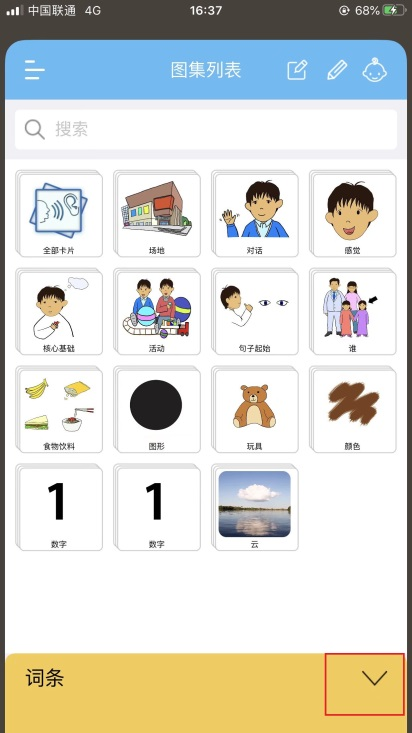 中国联通 4G 16:37 68%
图集列表
搜索
全部卡片 场地 对话 感觉
核心基础 活动 句子起始 谁
食物饮料 图形 玩具 颜色
1 1
数字 数字 云
词条